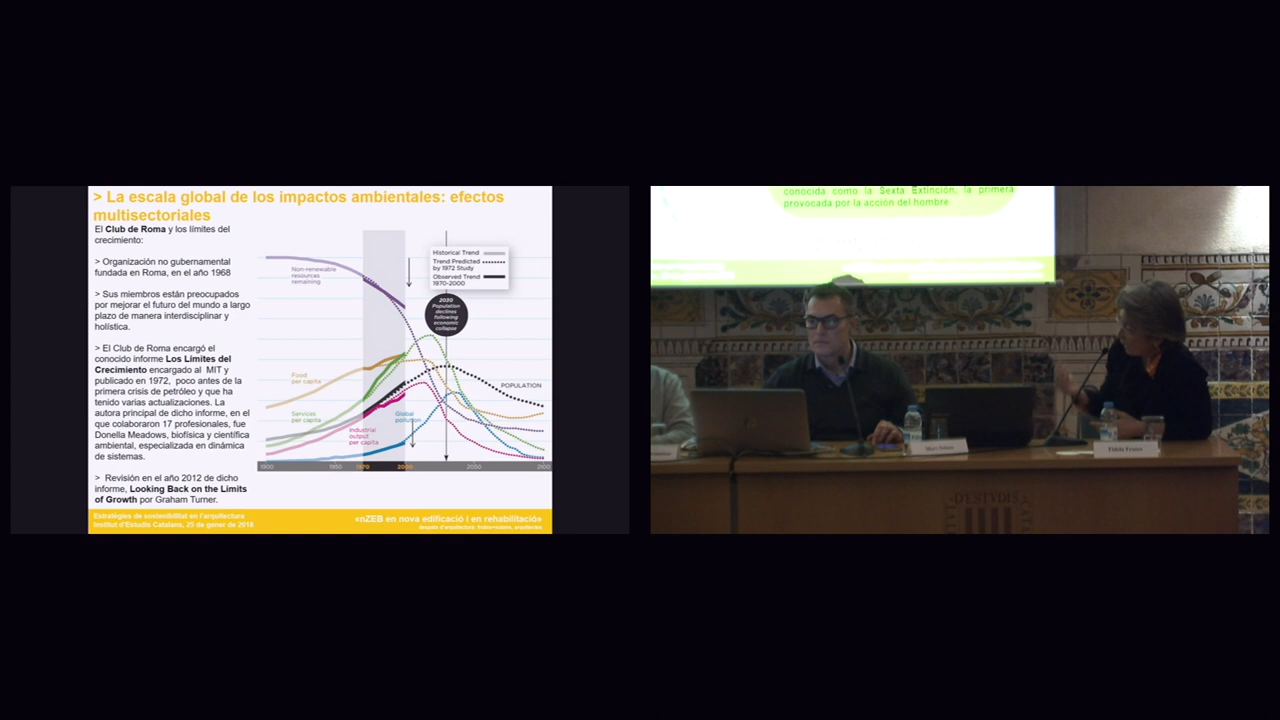 > La escala global de los impactos ambientales: efectos
multisectoriales
El Club de Roma y los límites del
crecimiento:
> Organización no gubernamental
fundada en Roma, en el año 1968
> Sus miembros están preocupados
por mejorar el futuro del mundo a largo
plazo de manera interdisciplinar y
holística.
> El Club de Roma encargó el
conocido informe Los Límites del
Crecimiento encargado al MIT y
publicado en 1972, poco antes de la
primera crisis de petróleo y que ha
tenido varias actualizaciones. La
autora principal de dicho informe, en el
que colaboraron 17 profesionales, fue
Donella Meadows, biofísica y científica
ambiental, especializada en dinámica
de sistemas.
> Revisión en el año 2012 de dicho
informe, Looking Back on the Limits
of Growth por Graham Turner.
Non-renewable
resources
remaining
Food
per capita
Services
per capita
Industrial
output
per capita
Global
pollution
Historical Trend
Trend Predicted
by 1972 Study
Observed Trend
1970-2000
2030
Population
declines
following
economic
collapse
POPULATION
1900 1950 1970 2000 2050 2100
Estratègies de sostenibilitat en l'arquitectura
Institut d'Estudis Catalans, 25 de gener de 2018
«nZEB en nova edificació i en rehabilitació»
conocida como la Sexta Extinción, la primera
provocada por la acción del hombre